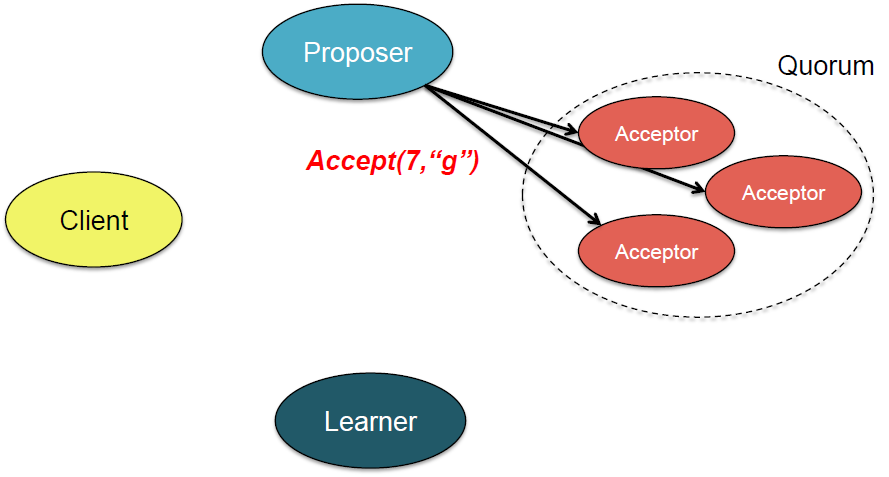 Proposer
Quorum
Acceptor
Accept(7,“g”)
Acceptor
Client
Acceptor
Learner